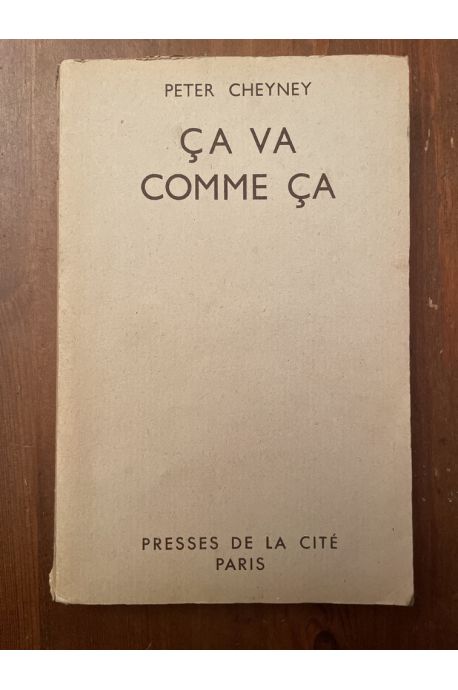 PETER CHEYNEY
ÇA VA
COMME ÇA
PRESSES DE LA CITÉ
PARIS